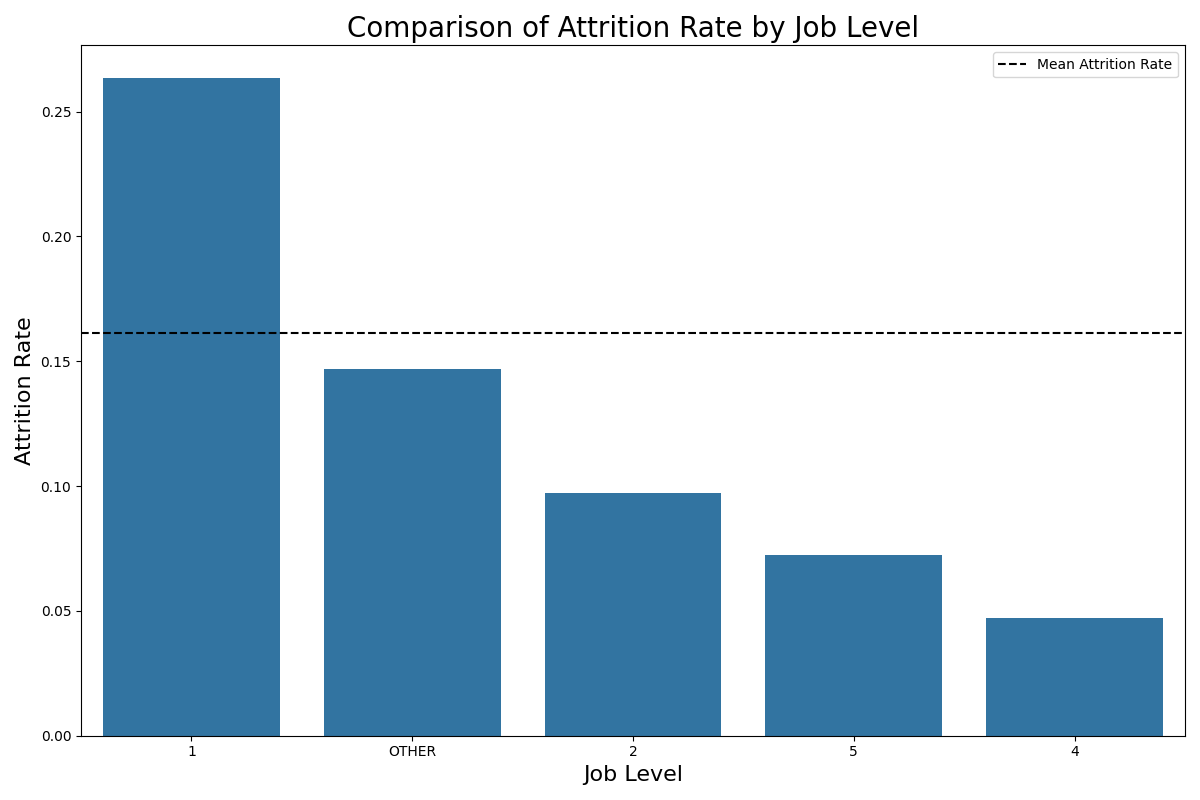 Comparison of Attrition Rate by Job Level
Mean Attrition Rate
0.25
0.20
0.15
0.10
0.05
0.00
Attrition Rate
1 OTHER 2 5 4
Job Level